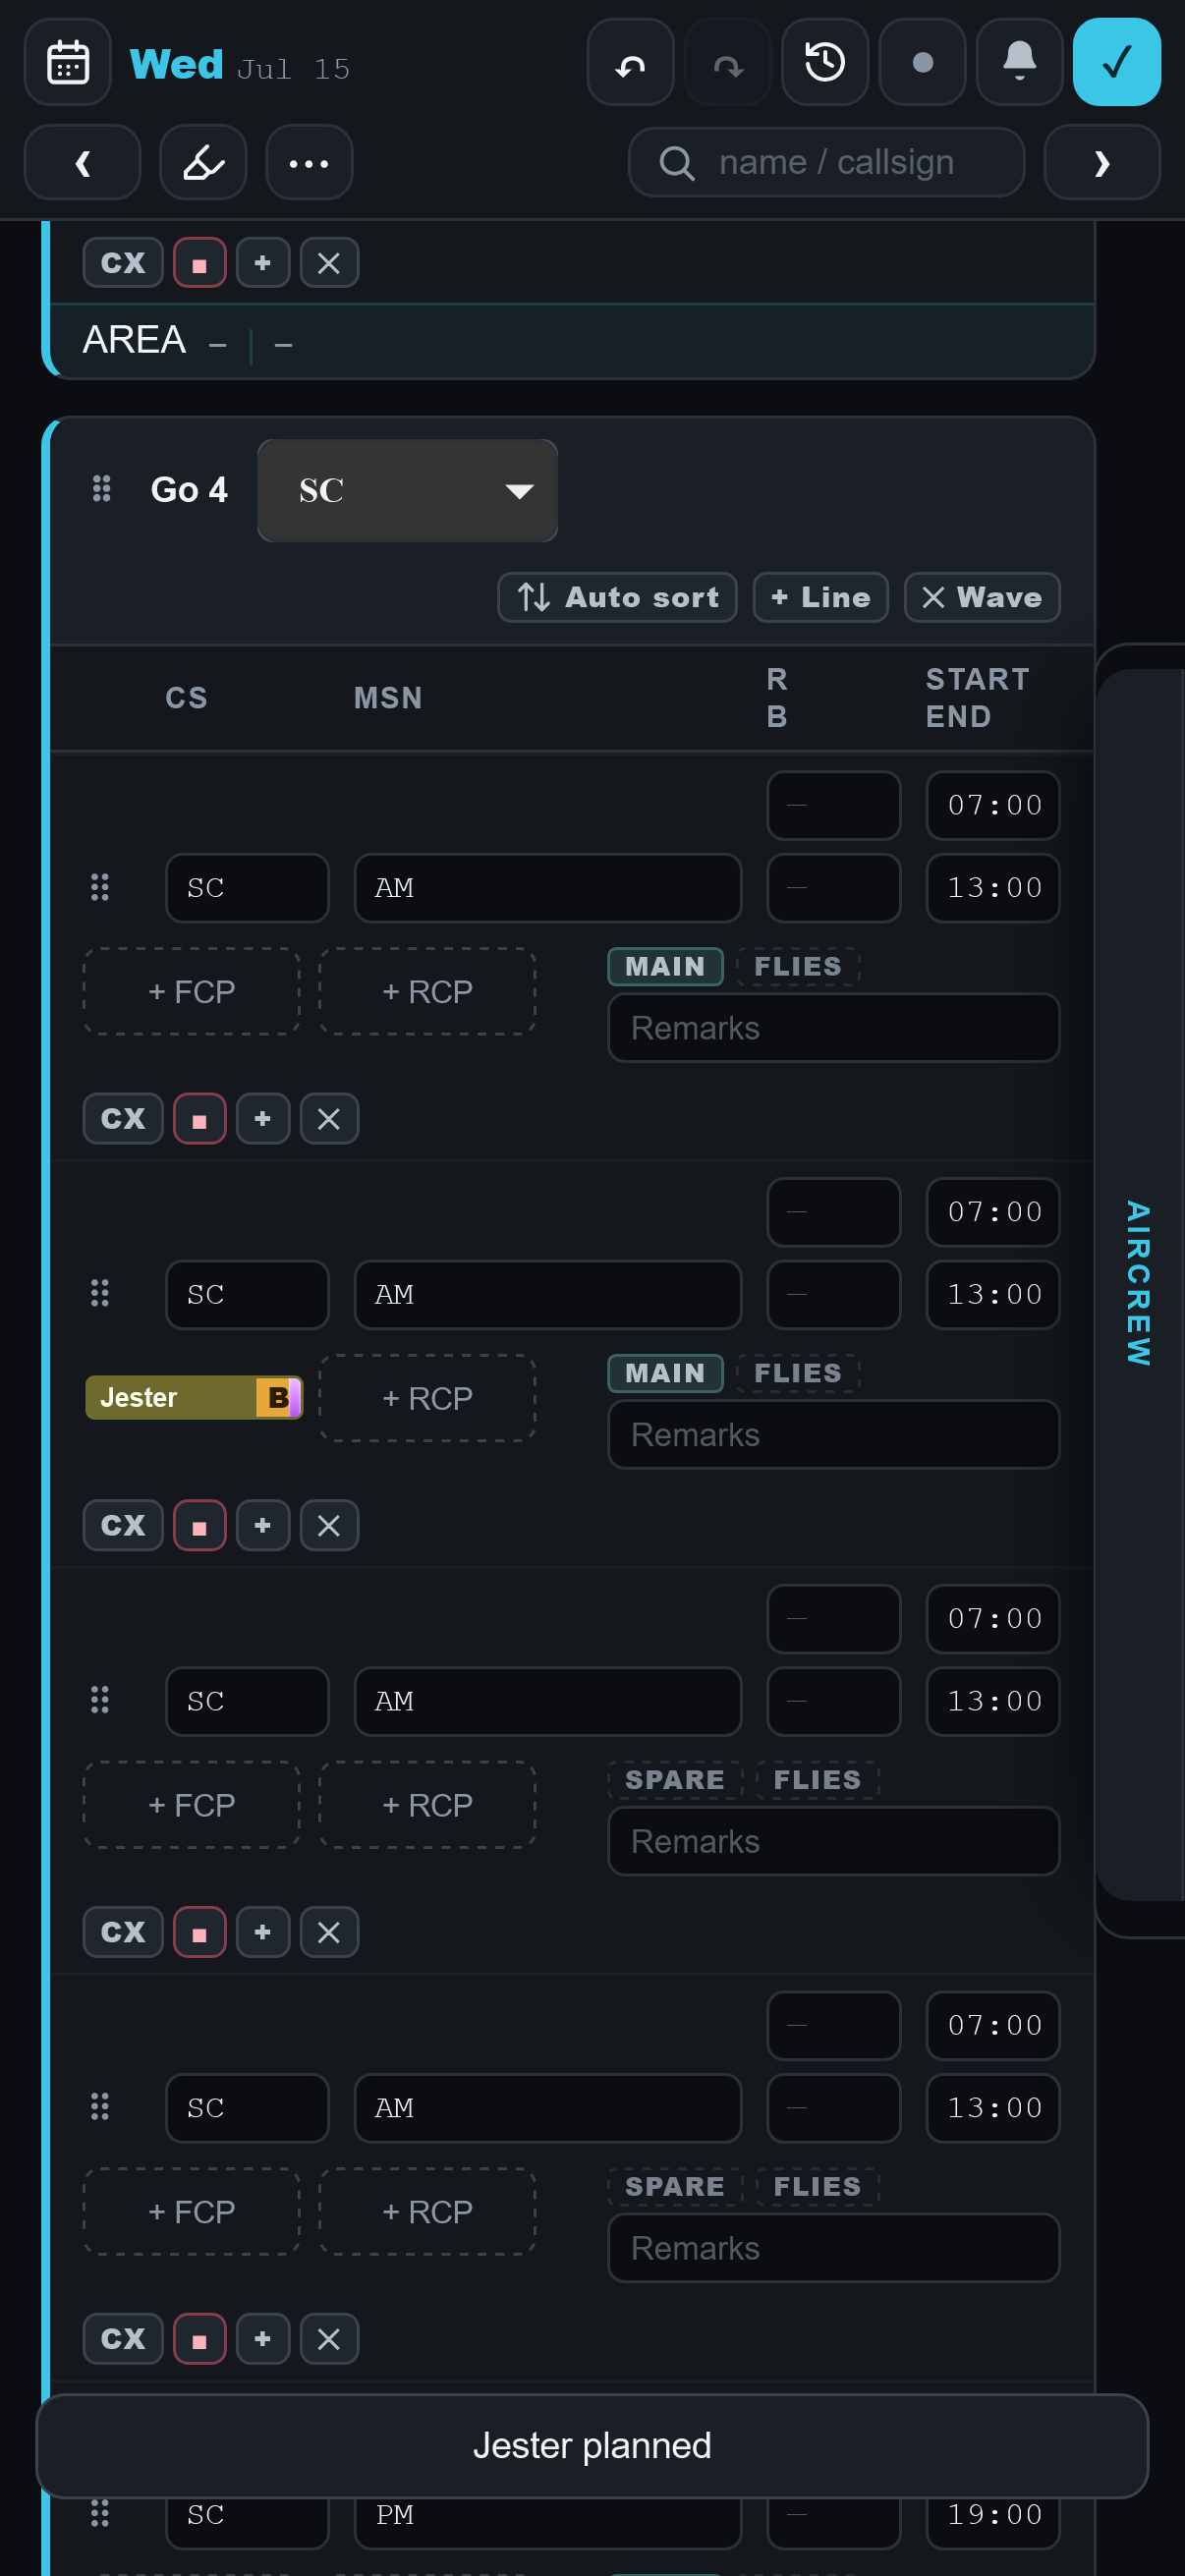 Wed Jul 15
name / callsign
CX +
AREA – | –
Go 4 SC
Auto sort + Line × Wave
CS MSN R START
B END
— 07:00
SC AM — 13:00
+ FCP + RCP MAIN FLIES
Remarks
CX +
— 07:00
SC AM — 13:00
Jester B + RCP MAIN FLIES
Remarks
CX +
— 07:00
SC AM — 13:00
+ FCP + RCP SPARE FLIES
Remarks
CX +
— 07:00
SC AM — 13:00
+ FCP + RCP SPARE FLIES
Remarks
CX +
AIRCREW
Jester planned
SC PM — 19:00